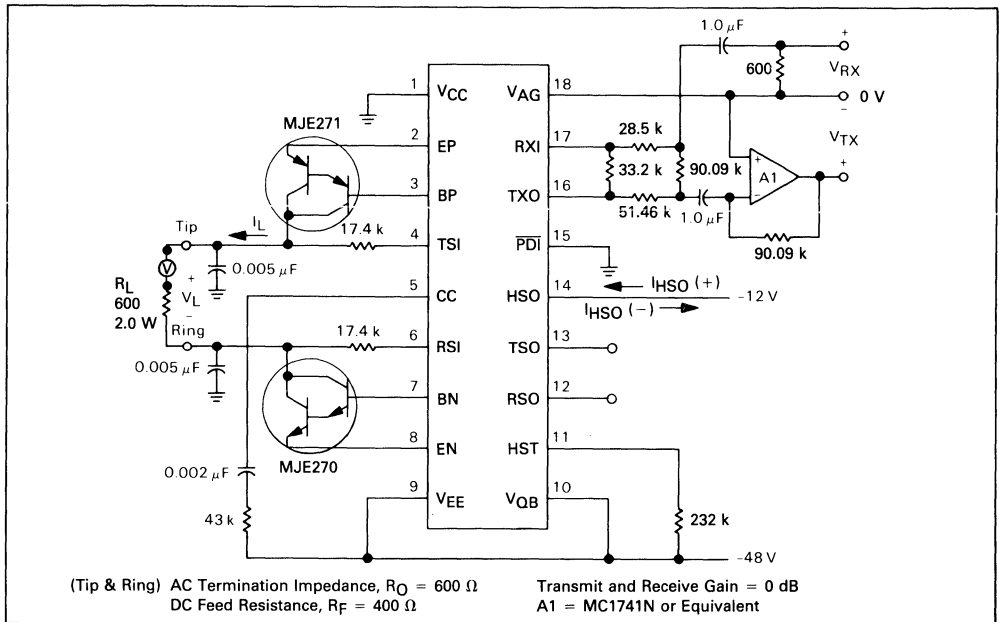 1.0 μF
600
+
VRX
0 V
-
VTX
+
1 VCC
VAG 18
MJE271
2 EP
RXI 17
28.5 k
33.2 k
90.09 k
+
-
A1
3 BP
TXO 16
51.46 k
1.0 μF
90.09 k
17.4 k
Tip
IL
4 TSI
PDI 15
0.005 μF
V
RL
600
2.0 W
+
VL
-
5 CC
HSO 14
IHSO (+)
IHSO (-)
-12 V
17.4 k
Ring
6 RSI
TSO 13
0.005 μF
7 BN
RSO 12
8 EN
HST 11
MJE270
0.002 μF
9 VEE
VQB 10
43 k
232 k
-48 V
(Tip & Ring) AC Termination Impedance, RO = 600 Ω
DC Feed Resistance, RF = 400 Ω
Transmit and Receive Gain = 0 dB
A1 = MC1741N or Equivalent